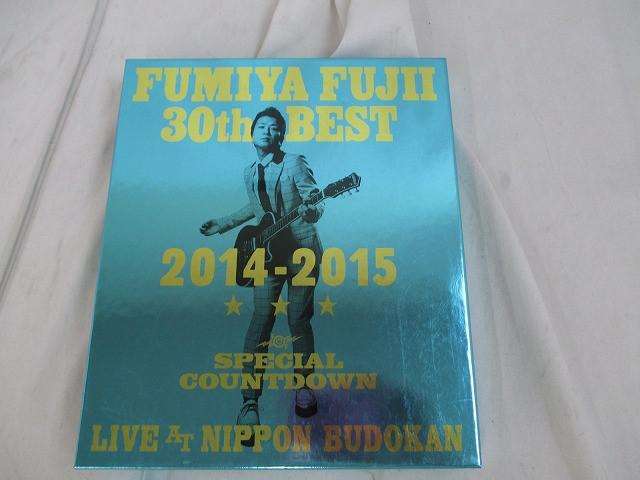 FUMIYA FUJII
30th BEST
2014-2015
SPECIAL
COUNTDOWN
LIVE AT NIPPON BUDOKAN